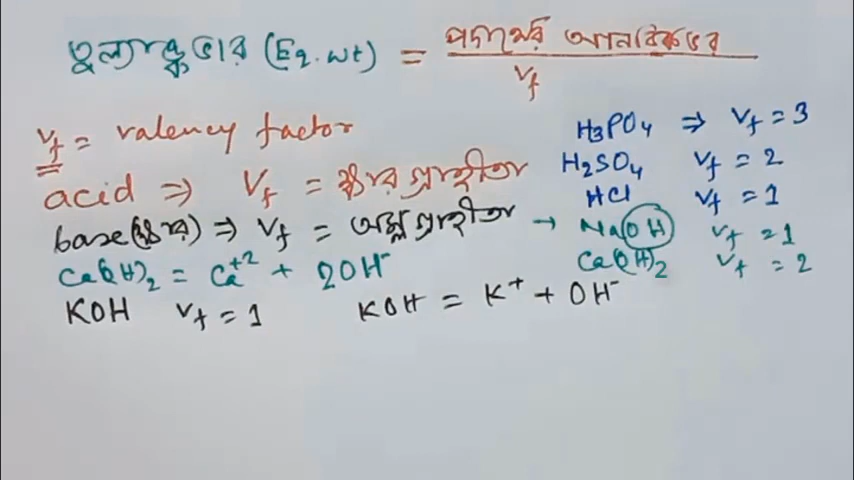 তুল্যাঙ্কভার (Eq. wt) = পদার্থের আনবিকভর / Vf
Vf = valency factor
H3PO4 ⇒ Vf = 3
acid ⇒ Vf = ক্ষার গ্রাহীতা
H2SO4 Vf = 2
HCl Vf = 1
base(ক্ষার) ⇒ Vf = অম্ল গ্রাহীতা → NaOH Vf = 1
Ca(OH)2 = Ca+2 + 2OH-
Ca(OH)2 Vf = 2
KOH Vf = 1 KOH = K+ + OH-